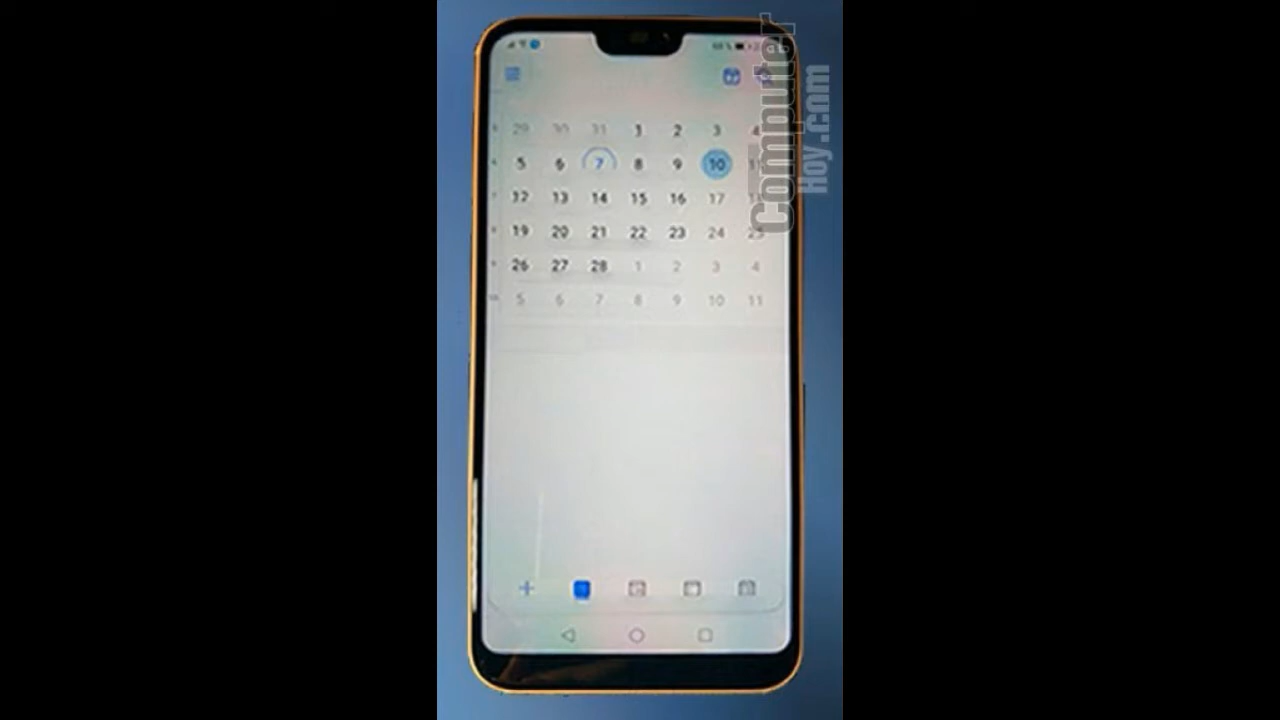 29 30 31 1 2 3 4
5 6 7 8 9 10 11
12 13 14 15 16 17 18
19 20 21 22 23 24 25
26 27 28 1 2 3 4
5 6 7 8 9 10 11
Computer
Hoy.com